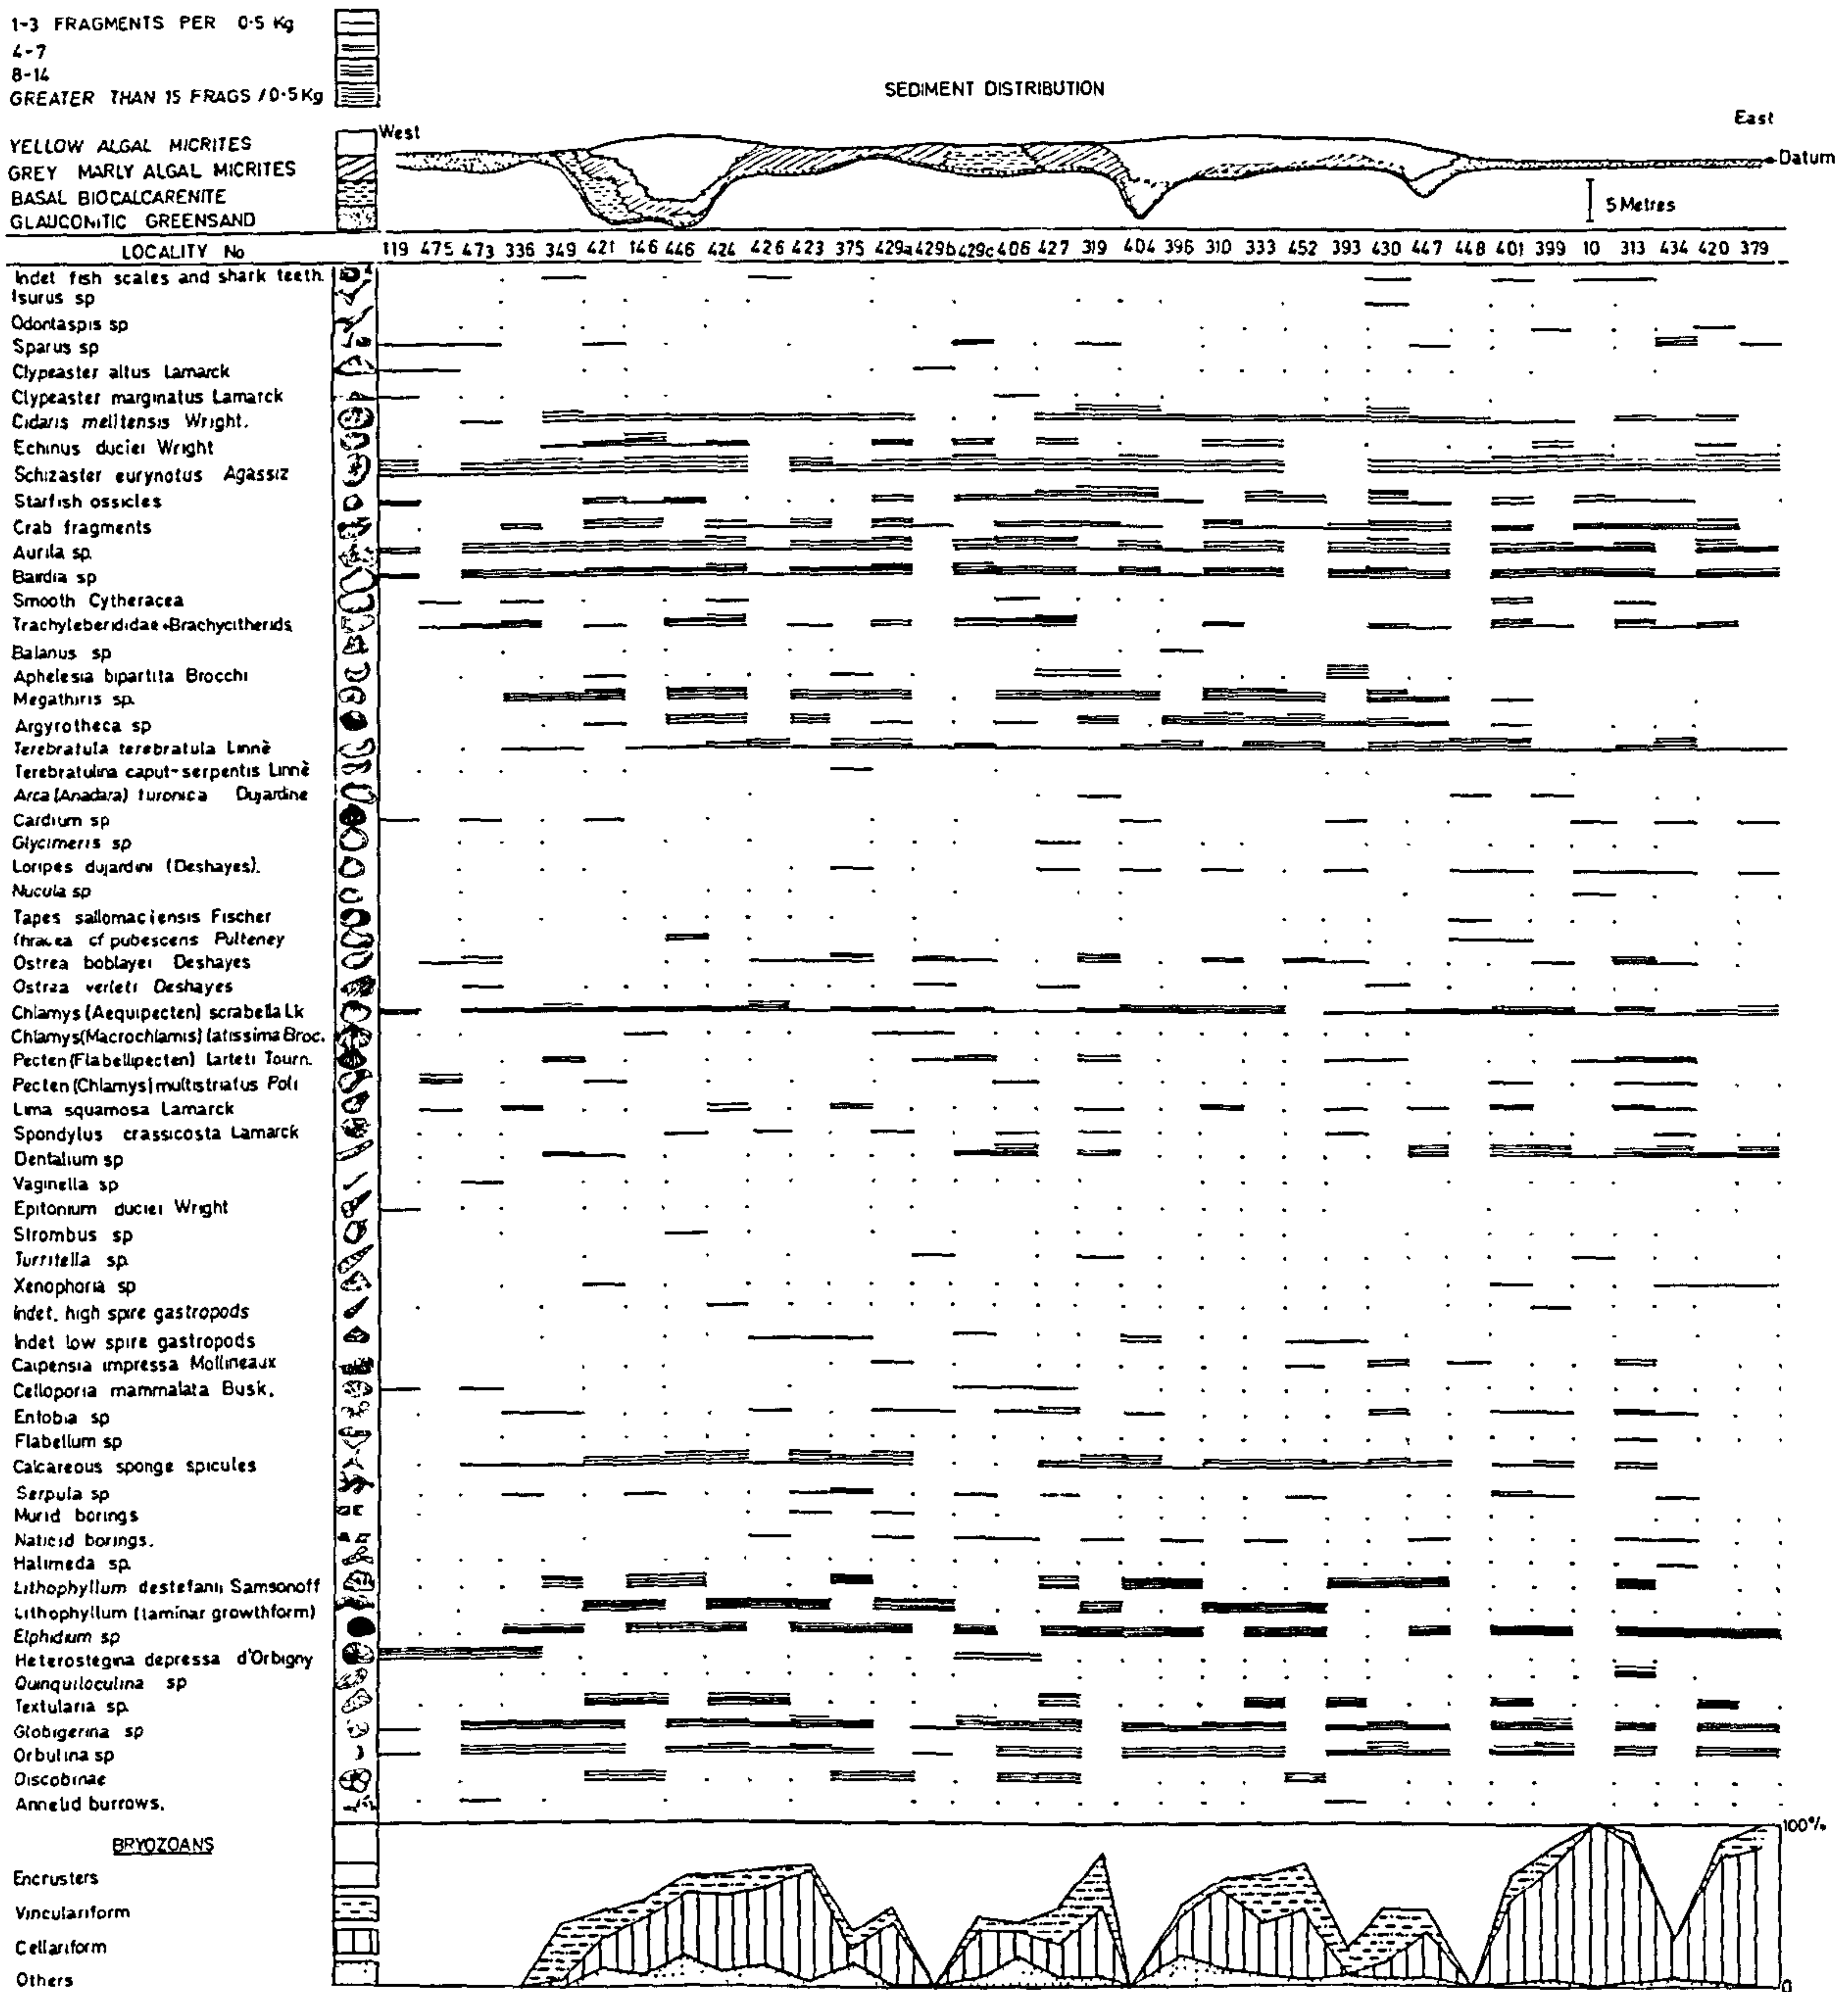 1-3 FRAGMENTS PER 0·5 Kg
4-7
8-14
GREATER THAN 15 FRAGS /0·5Kg
SEDIMENT DISTRIBUTION
West
East
YELLOW ALGAL MICRITES
GREY MARLY ALGAL MICRITES
Datum
BASAL BIOCALCARENITE
5 Metres
GLAUCONITIC GREENSAND
LOCALITY No 119 475 473 336 349 421 146 446 424 426 423 375 429a 429b 429c 406 427 319 404 396 310 333 452 393 430 447 448 401 399 10 313 434 420 379
Indet fish scales and shark teeth.
Isurus sp
Odontaspis sp
Sparus sp
Clypeaster altus Lamarck
Clypeaster marginatus Lamarck
Cidaris melitensis Wright.
Echinus duciei Wright
Schizaster eurynotus Agassiz
Starfish ossicles
Crab fragments
Aurila sp.
Bairdia sp
Smooth Cytheracea
Trachyleberididae+Brachycitherids
Balanus sp
Aphelesia bipartita Brocchi
Megathiris sp.
Argyrotheca sp
Terebratula terebratula Linnè
Terebratulina caput-serpentis Linnè
Arca (Anadara) turonica Dujardine
Cardium sp
Glycimeris sp
Loripes dujardini (Deshayes).
Nucula sp
Tapes sallomaciensis Fischer
Thracea cf pubescens Pulteney
Ostrea boblayei Deshayes
Ostraa verleti Deshayes
Chlamys (Aequipecten) scrabella Lk
Chlamys(Macrochlamis) latissima Broc.
Pecten(Flabellipecten) Larteti Tourn.
Pecten (Chlamys) multistriatus Poli
Lima squamosa Lamarck
Spondylus crassicosta Lamarck
Dentalium sp
Vaginella sp
Epitonium duciei Wright
Strombus sp
Turritella sp.
Xenophoria sp
Indet. high spire gastropods
Indet low spire gastropods
Calpensia impressa Mollineaux
Celloporia mammalata Busk.
Entobia sp
Flabellum sp
Calcareous sponge spicules
Serpula sp
Murid borings
Naticid borings.
Halimeda sp.
Lithophyllum destefanii Samsonoff
Lithophyllum (laminar growthform)
Elphidium sp
Heterostegina depressa d'Orbigny
Quinquiloculina sp
Textularia sp.
Globigerina sp
Orbulina sp
Discobinae
Annelid burrows.
100%
BRYOZOANS
Encrusters
Vinculariform
Cellariform
Others
0